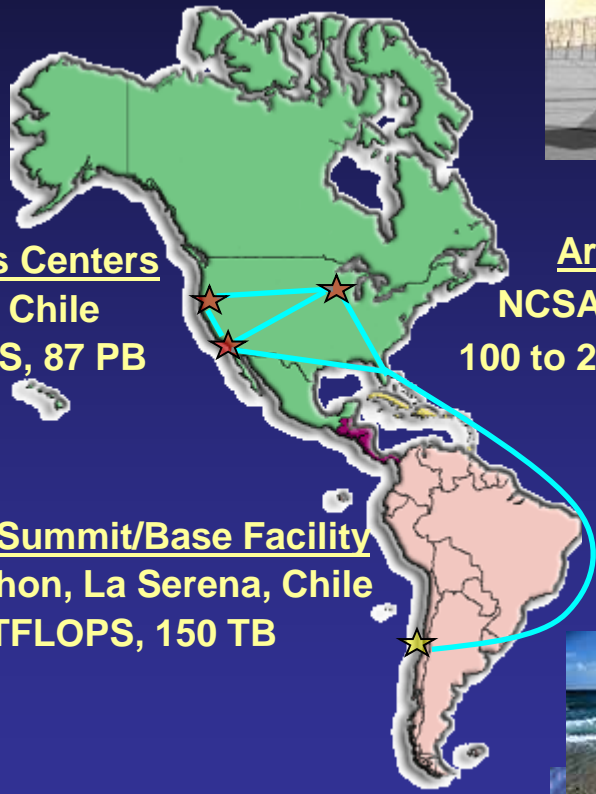 s Centers
Chile
S, 87 PB
Ar
NCSA
100 to 2
Summit/Base Facility
hon, La Serena, Chile
TFLOPS, 150 TB